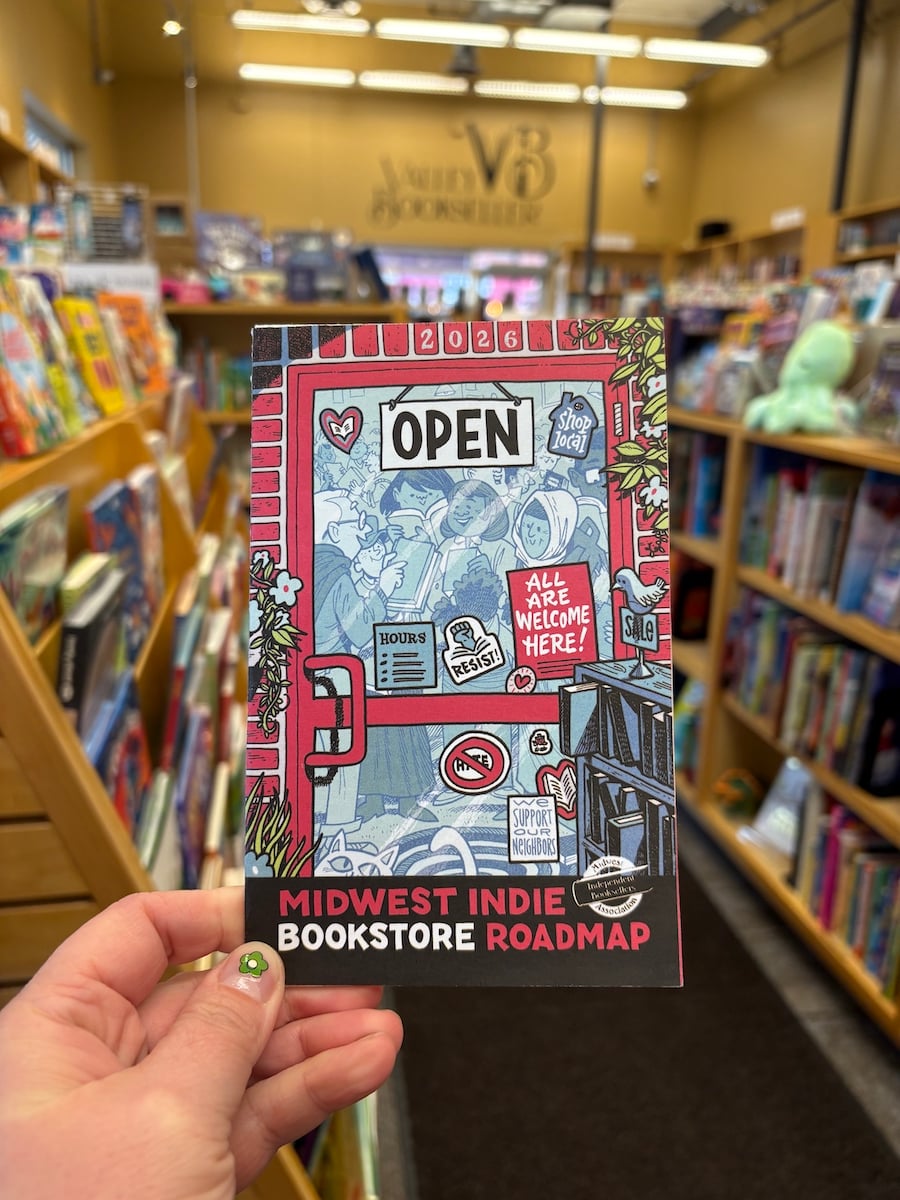 VALLEY
BOOKSELLER
VB
2026
OPEN
shop
local
ALL
ARE
WELCOME
HERE!
SALE
HOURS
RESIST!
HATE
WE
SUPPORT
OUR
NEIGHBORS
Midwest
Independent
Booksellers
Association
MIDWEST INDIE
BOOKSTORE ROADMAP